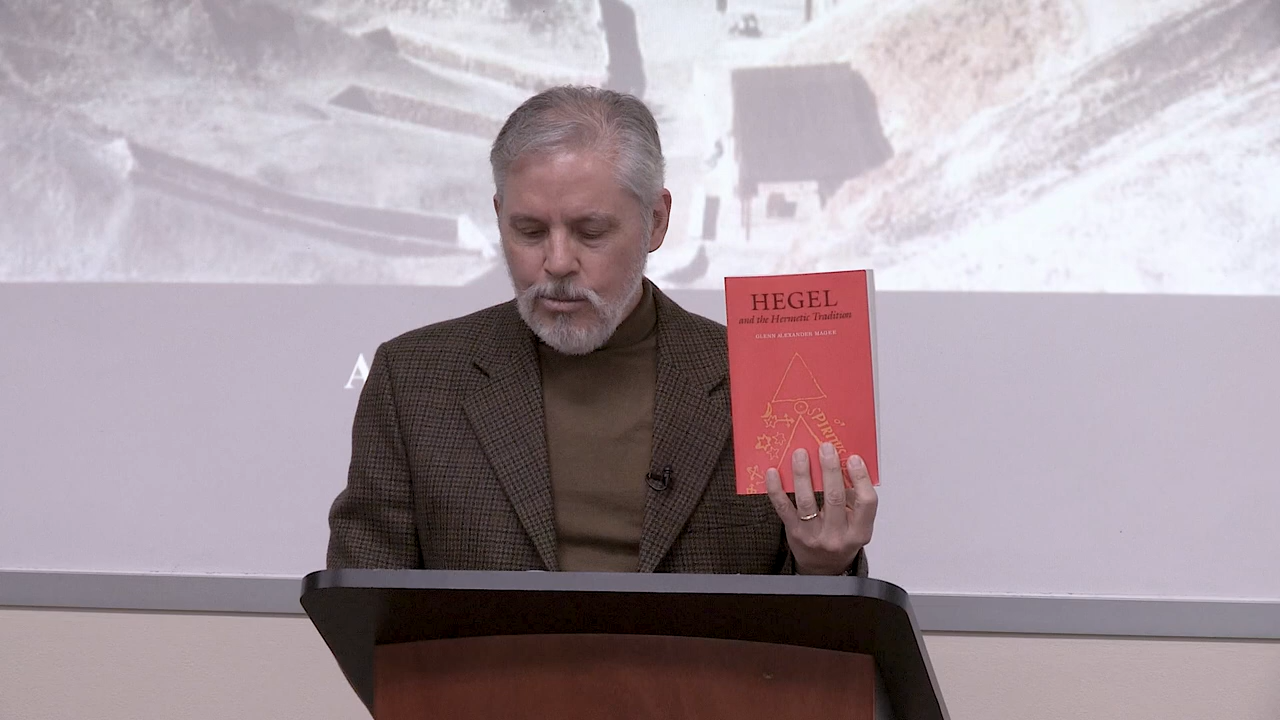 HEGEL
and the Hermetic Tradition
GLENN ALEXANDER MAGEE
SPIRITUS
A